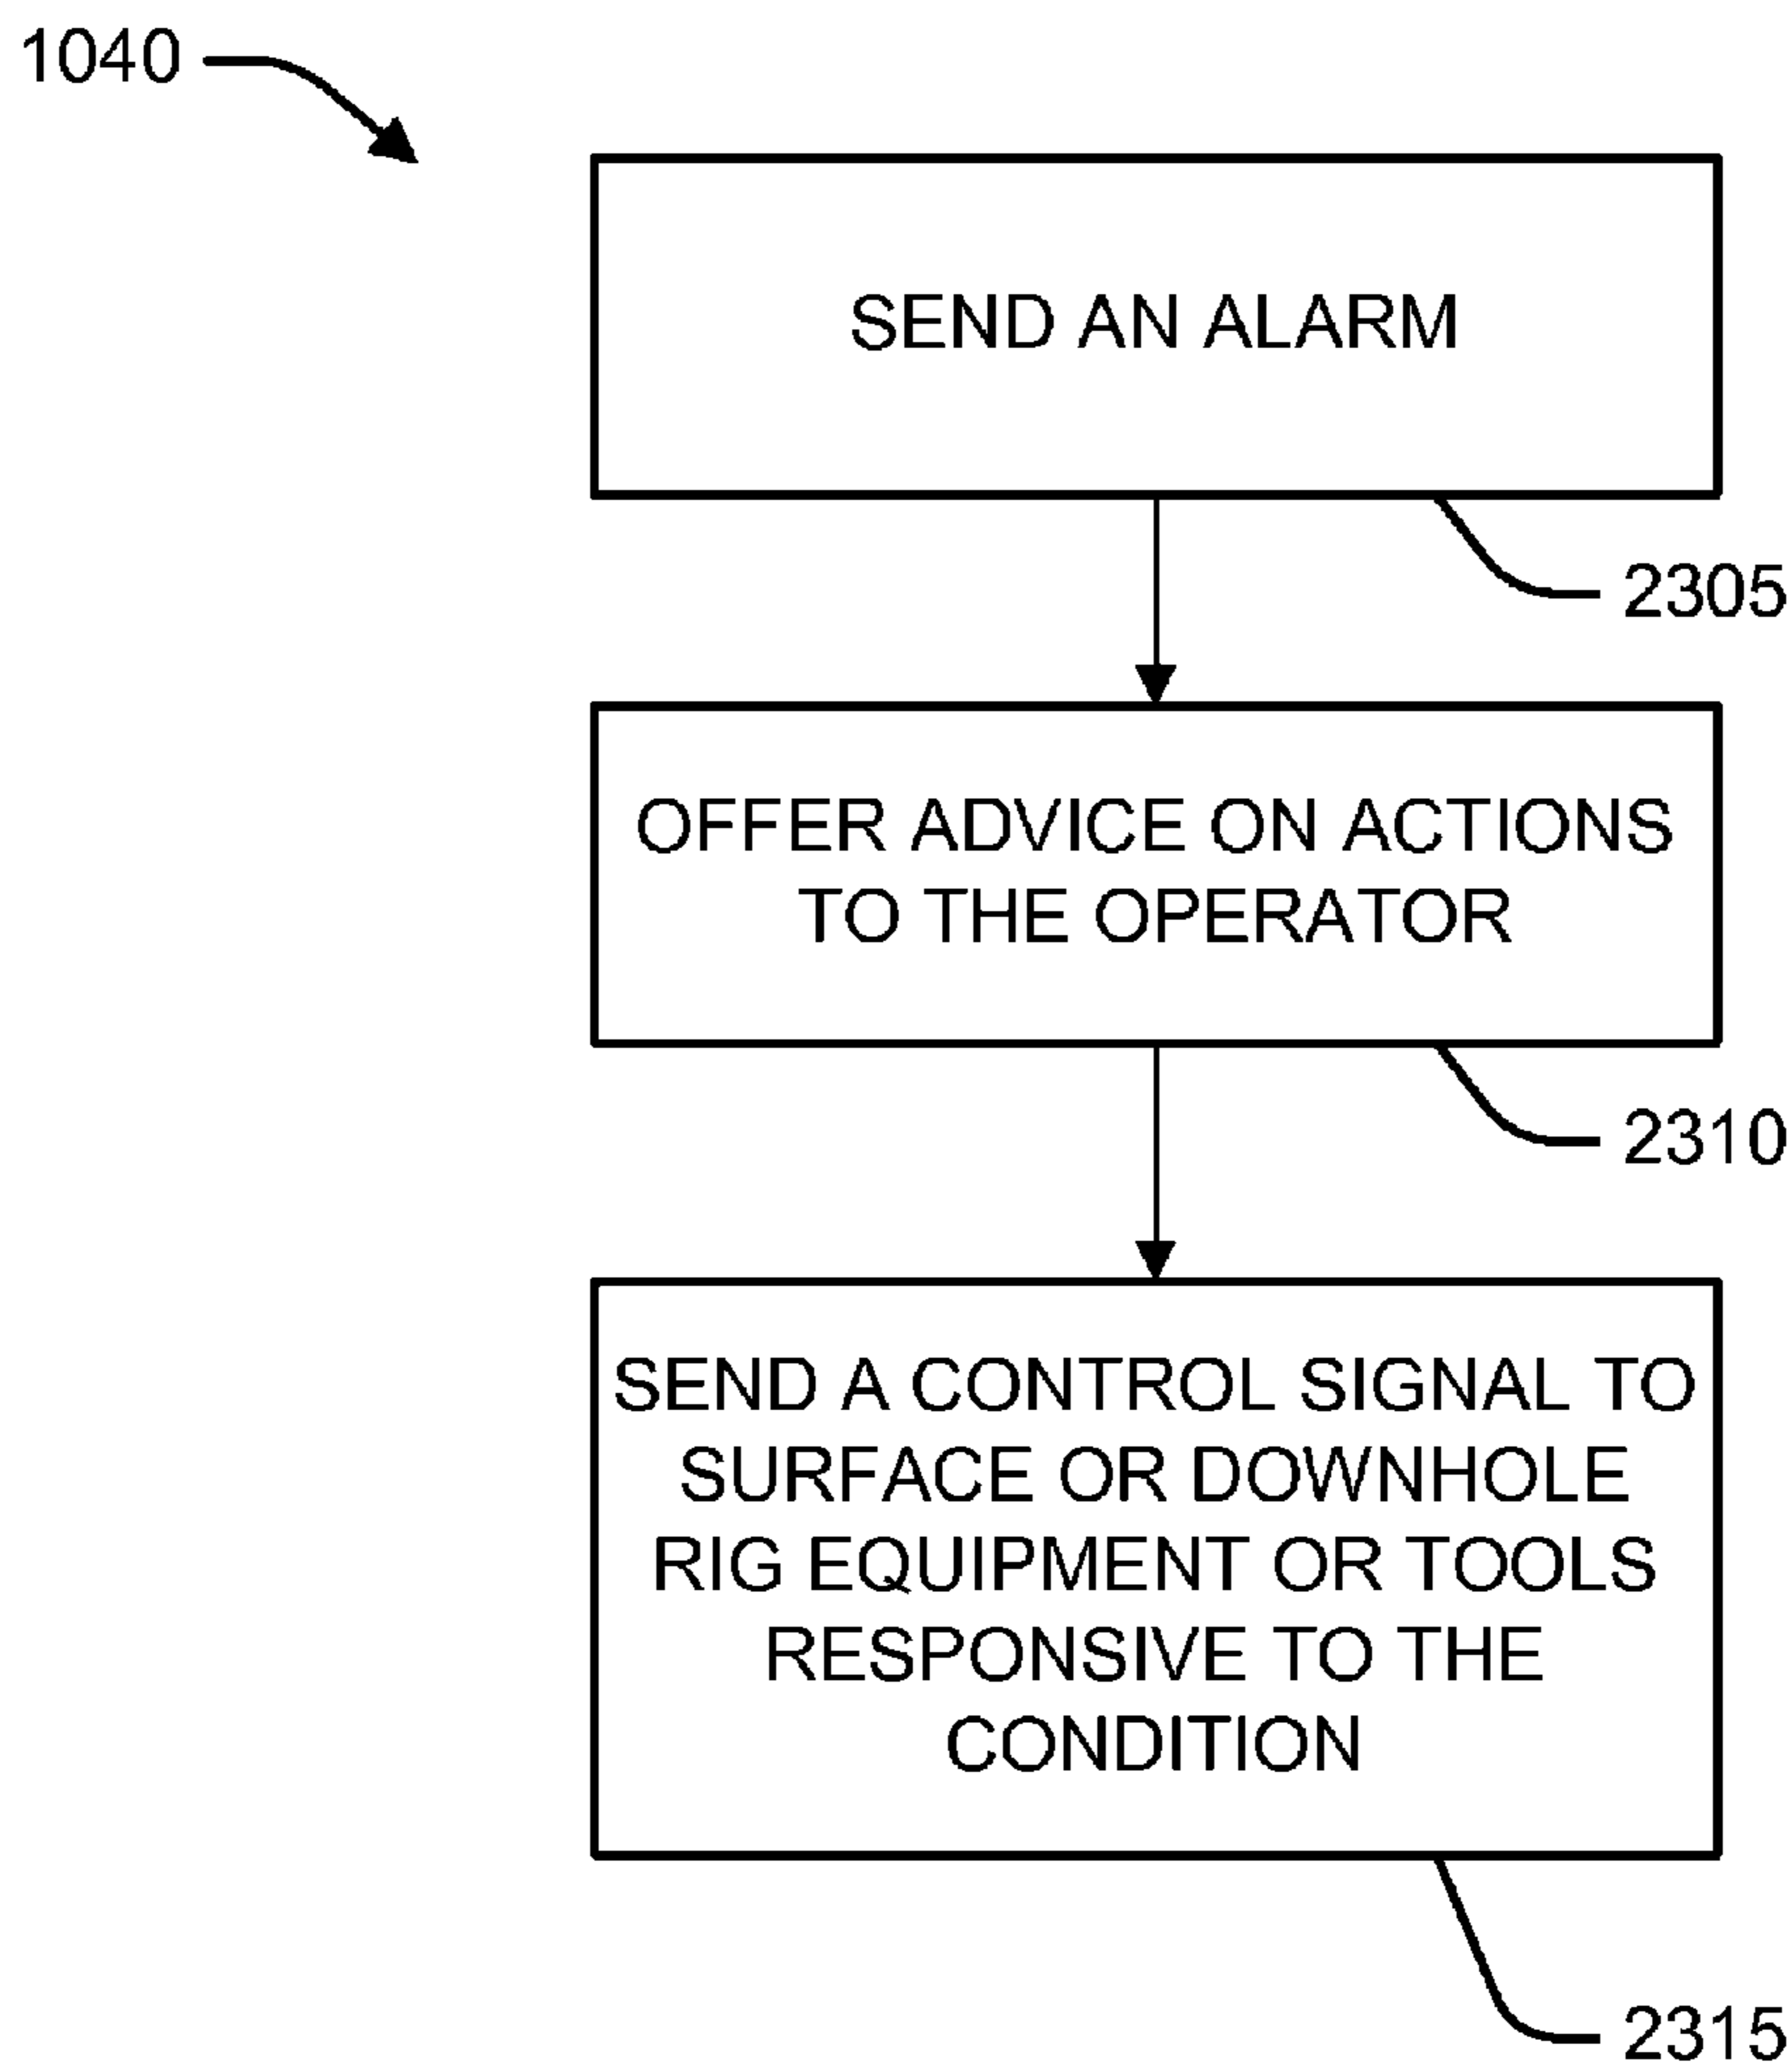 1040
SEND AN ALARM
2305
OFFER ADVICE ON ACTIONS
TO THE OPERATOR
2310
SEND A CONTROL SIGNAL TO
SURFACE OR DOWNHOLE
RIG EQUIPMENT OR TOOLS
RESPONSIVE TO THE
CONDITION
2315